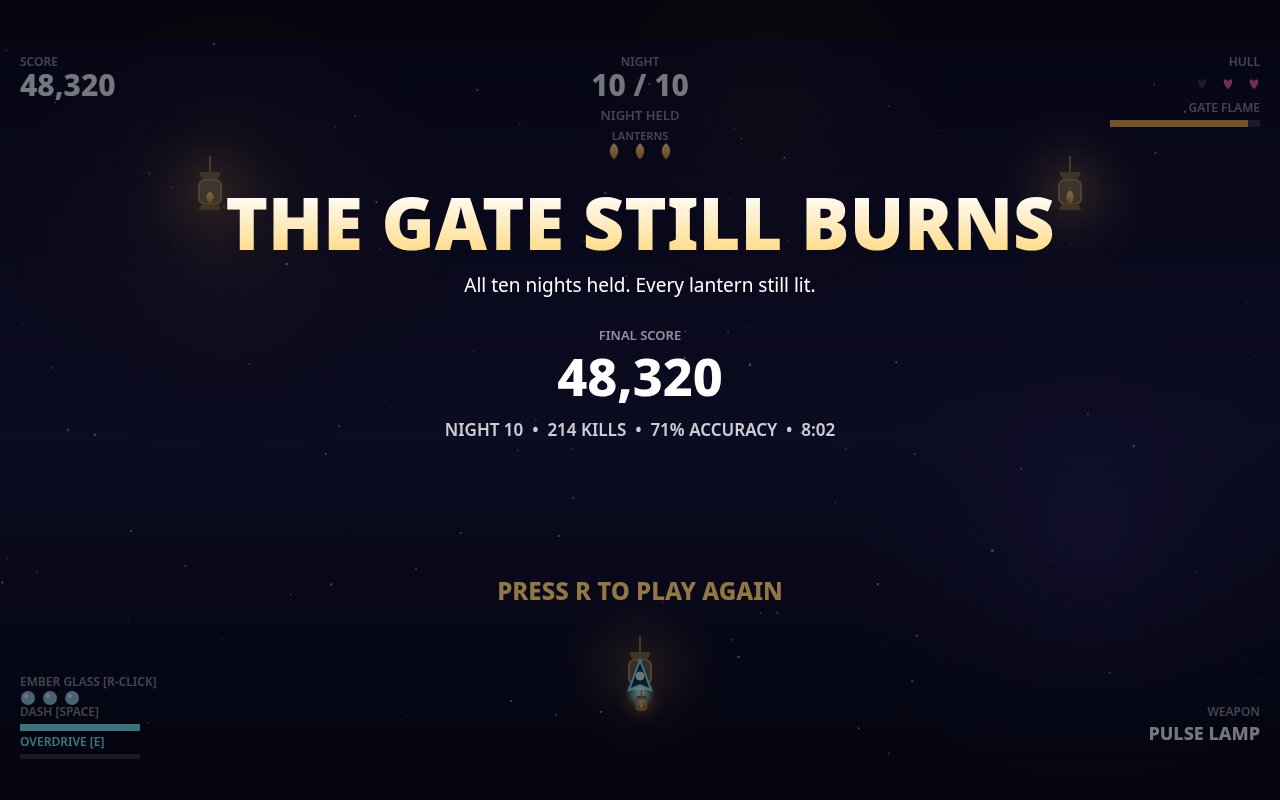 SCORE
48,320
NIGHT
10 / 10
NIGHT HELD
LANTERNS
HULL
GATE FLAME
THE GATE STILL BURNS
All ten nights held. Every lantern still lit.
FINAL SCORE
48,320
NIGHT 10 • 214 KILLS • 71% ACCURACY • 8:02
PRESS R TO PLAY AGAIN
EMBER GLASS [R-CLICK]
DASH [SPACE]
OVERDRIVE [E]
WEAPON
PULSE LAMP